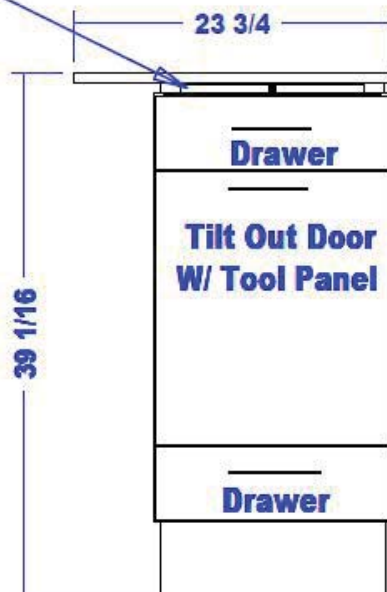 23 3/4
Drawer
Tilt Out Door
W/ Tool Panel
39 1/16
Drawer